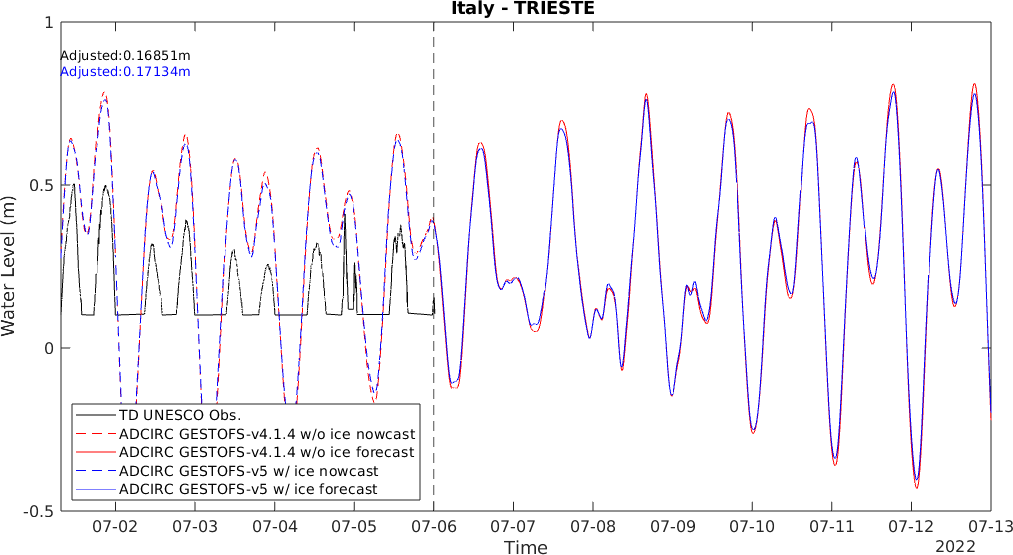 Italy - TRIESTE
Adjusted:0.16851m
Adjusted:0.17134m
Water Level (m)
1
0.5
0
-0.5
TD UNESCO Obs.
ADCIRC GESTOFS-v4.1.4 w/o ice nowcast
ADCIRC GESTOFS-v4.1.4 w/o ice forecast
ADCIRC GESTOFS-v5 w/ ice nowcast
ADCIRC GESTOFS-v5 w/ ice forecast
07-02 07-03 07-04 07-05 07-06 07-07 07-08 07-09 07-10 07-11 07-12 07-13
Time
2022